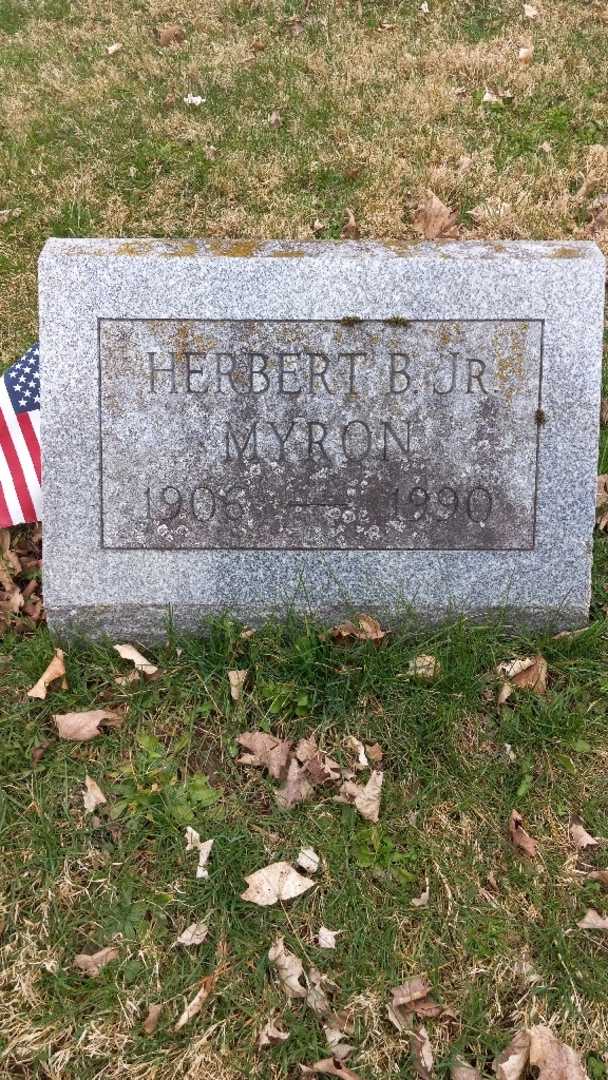 HERBERT B. JR.
MYRON
1906 — 1990